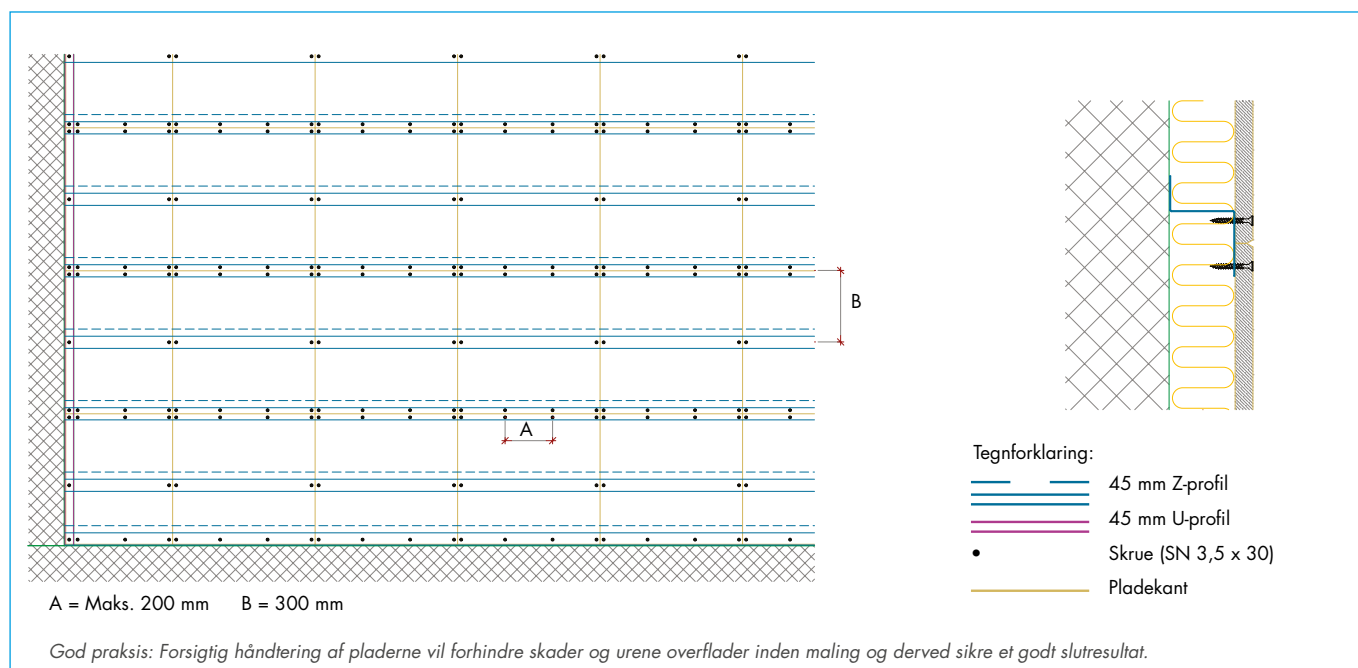 B
A
Tegnforklaring:
45 mm Z-profil
45 mm U-profil
Skrue (SN 3,5 x 30)
Pladekant
A = Maks. 200 mm B = 300 mm
God praksis: Forsigtig håndtering af pladerne vil forhindre skader og urene overflader inden maling og derved sikre et godt slutresultat.